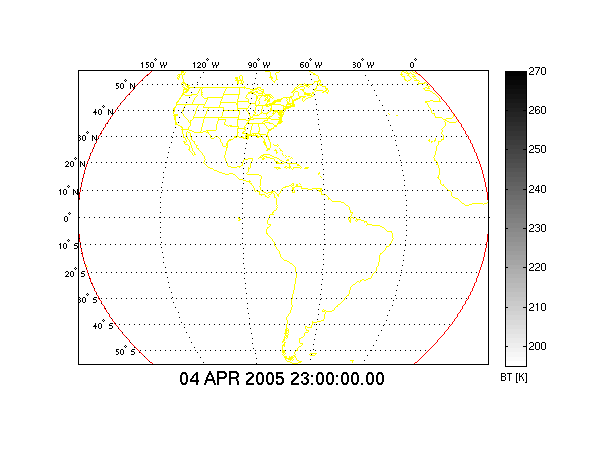 150° W 120° W 90° W 60° W 30° W 0°
50° N
40° N
30° N
20° N
10° N
0°
10° S
20° S
30° S
40° S
50° S
270
260
250
240
230
220
210
200
BT [K]
04 APR 2005 23:00:00.00